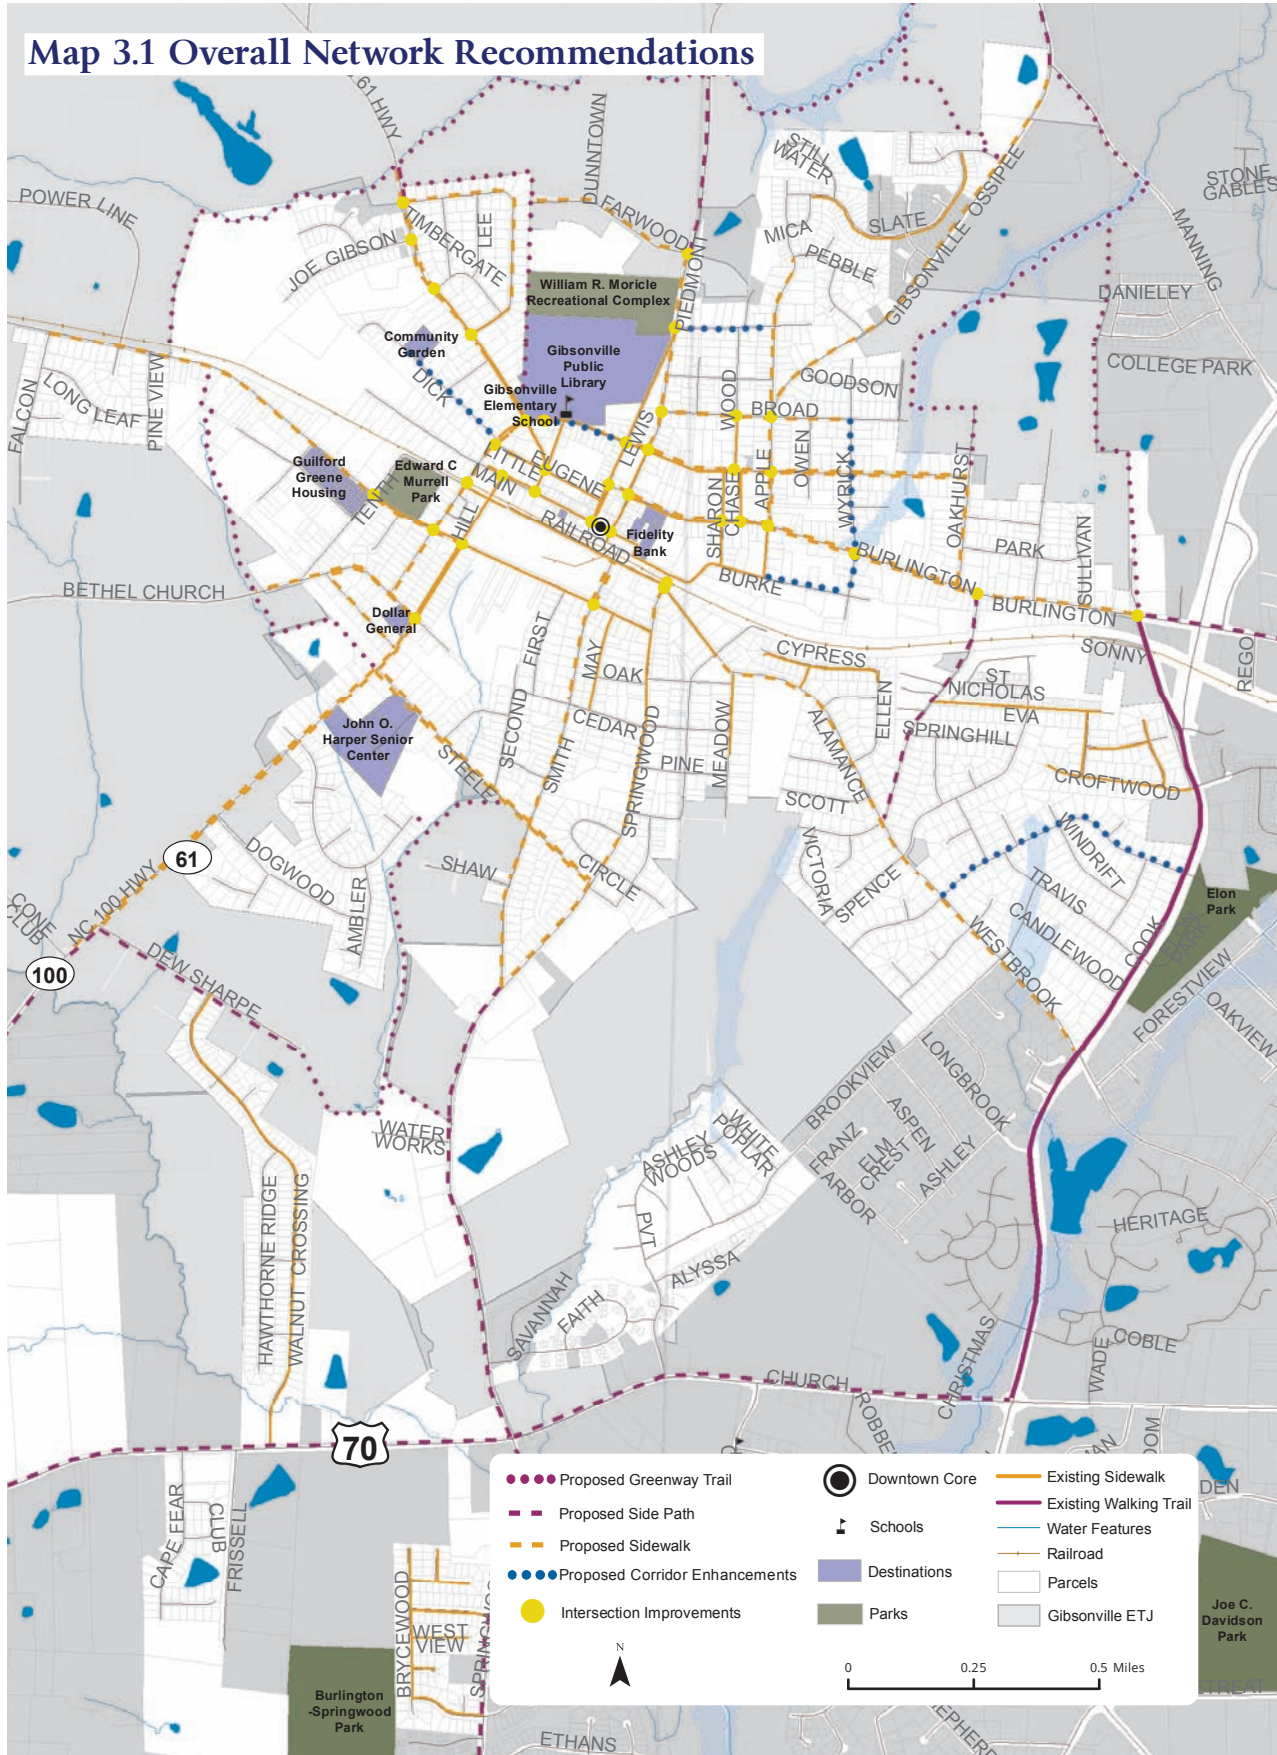 Map 3.1 Overall Network Recommendations
61 HWY
DUNNTOWN
STILL
WATER
STONE
GABLES
POWER LINE
TIMBERGATE
LEE
FARWOOD
MICA
SLATE
GIBSONVILLE OSSIPEE
MANNING
JOE GIBSON
PIEDMONT
PEBBLE
William R. Moricle
Recreational Complex
DANIELEY
Community
Garden
Gibsonville
Public
Library
COLLEGE PARK
FALCON
LONG LEAF
PINE VIEW
DICK
Gibsonville
Elementary
School
WOOD
GOODSON
BROAD
LEWIS
OWEN
Guilford
Greene
Housing
Edward C
Murrell
Park
LITTLE
EUGENE
MAIN
APPLE
WYRICK
OAKHURST
TENTH
HILL
RAILROAD
Fidelity
Bank
SHARON
CHASE
PARK
SULLIVAN
BURLINGTON
BURKE
BETHEL CHURCH
Dollar
General
BURLINGTON
FIRST
MAY
OAK
CYPRESS
SONNY
REGO
ST
NICHOLAS
SECOND
CEDAR
ELLEN
EVA
SPRINGHILL
John O.
Harper Senior
Center
STEELE
SMITH
SPRINGWOOD
PINE
MEADOW
ALAMANCE
CROFTWOOD
SCOTT
61
DOGWOOD
SHAW
CIRCLE
VICTORIA
SPENCE
WINDRIFT
TRAVIS
Elon
Park
CONE
CLUB
NC 100 HWY
AMBLER
CANDLEWOOD
COOK
PARK
100
DEW SHARPE
WESTBROOK
FORESTVIEW
OAKVIEW
BROOKVIEW
LONGBROOK
WATER
WORKS
WHITE
POPLAR
ASHLEY
WOODS
FRANZ
ASPEN
ELM
CREST
ASHLEY
ARBOR
HAWTHORNE RIDGE
WALNUT CROSSING
PVT
ALYSSA
HERITAGE
SAVANNAH
FAITH
CHRISTMAS
WADE
COBLE
CHURCH
ROBBE
70
CAPE FEAR
CLUB
FRISSELL
DEN
Proposed Greenway Trail
Proposed Side Path
Proposed Sidewalk
Proposed Corridor Enhancements
Intersection Improvements
N
Downtown Core
Schools
Destinations
Parks
Existing Sidewalk
Existing Walking Trail
Water Features
Railroad
Parcels
Gibsonville ETJ
0 0.25 0.5 Miles
BRYCEWOOD
WEST
VIEW
SPRINGWO
Joe C.
Davidson
Park
Burlington
-Springwood
Park
TREAT
ETHANS
EPHER